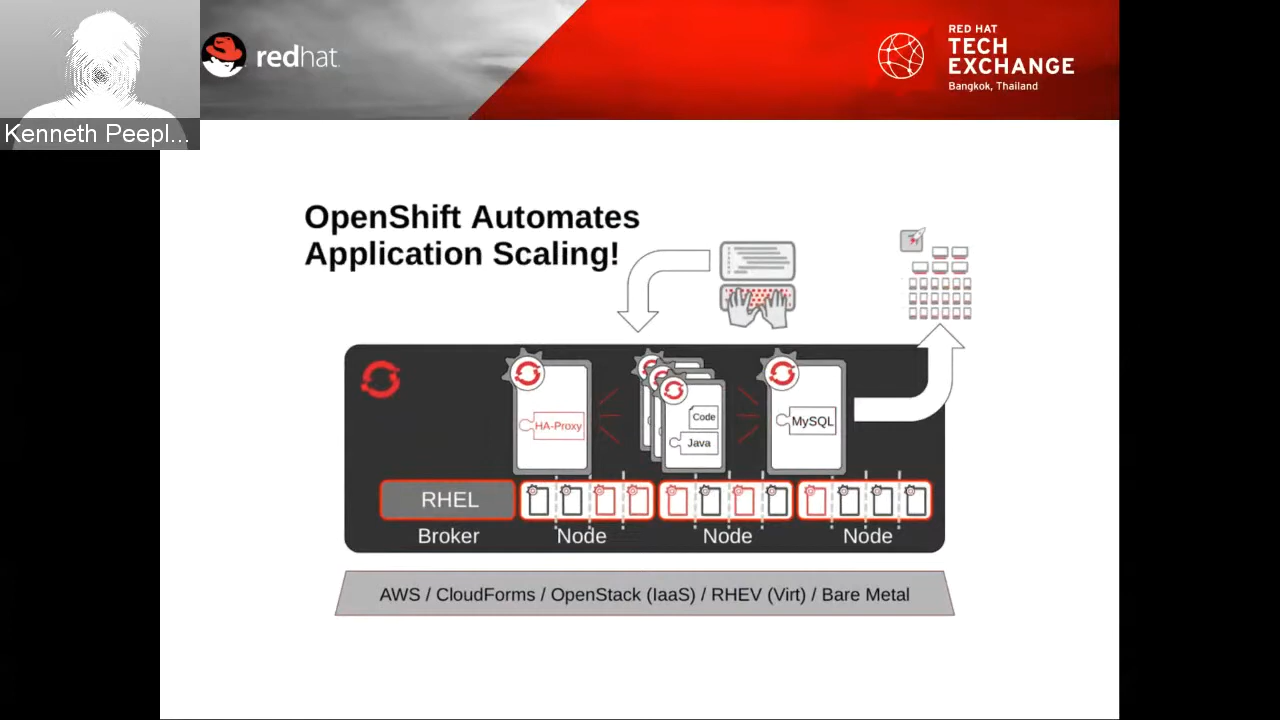 redhat.
RED HAT
TECH
EXCHANGE
Bangkok, Thailand
Kenneth Peepl...
OpenShift Automates
Application Scaling!
HA-Proxy
Code
Java
MySQL
RHEL
Broker
Node
Node
Node
AWS / CloudForms / OpenStack (IaaS) / RHEV (Virt) / Bare Metal